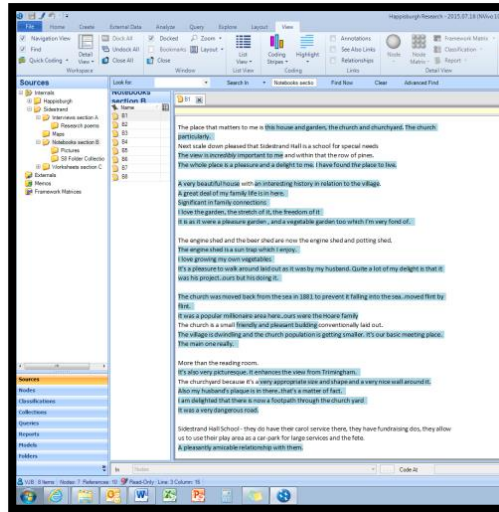 Happisburgh Research - 2015.07.16 (NVivo 10
File Home Create External Data Analyze Query Explore Layout View
Navigation View
Find
Quick Coding
Detail View
Dock All
Undock All
Close All
Docked
Bookmarks
Close
Zoom
Layout
List View
Coding Stripes
Highlight
Annotations
See Also Links
Relationships
Node
Node Matrix
Framework Matrix
Classification
Report
Workspace Window List View Coding Links Detail View
Sources
Look for: Search In Notebooks sectio Find Now Clear Advanced Find
Internals
Happisburgh
Sidestrand
Interviews section A
Research poems
Maps
Notebooks section B
Pictures
S8 Folder Collectio
Worksheets section C
Externals
Memos
Framework Matrices
Notebooks section B
Name
B1
B2
B3
B4
B5
B6
B7
B8
B1
The place that matters to me is this house and garden, the church and churchyard. The church
particularly.
Next scale down pleased that Sidestrand Hall is a school for special needs
The view is incredibly important to me and within that the row of pines.
The whole place is a pleasure and a delight to me. I have found the place to live.
A very beautiful house with an interesting history in relation to the village.
A great deal of my family life is in here.
Significant in family connections
I love the garden, the stretch of it, the freedom of it
It is as it were a pleasure garden , and a vegetable garden too which I'm very fond of.
The engine shed and the beer shed are now the engine shed and potting shed.
The engine shed is a sun trap which I enjoy.
I love growing my own vegetables
It's a pleasure to walk around laid out as it was by my husband. Quite a lot of my delight is that it
was his project..ours but his doing it.
The church was moved back from the sea in 1881 to prevent it falling into the sea..moved flint by
flint.
It was a popular millionaire area here..ours were the Hoare family
The church is a small friendly and pleasant building conventionally laid out.
The village is dwindling and the church population is getting smaller. It's our basic meeting place.
The main one really.
More than the reading room.
It's also very picturesque. It enhances the view from Trimingham.
The churchyard because it's a very appropriate size and shape and a very nice wall around it.
Also my husband's plaque is in there..that's a matter of fact.
I am delighted that there is now a footpath through the church yard
It was a very dangerous road.
Sidestrand Hall School - they do have their carol service there, they have fundraising dos, they allow
us to use their play area as a car-park for large services and the fete.
A pleasantly amicable relationship with them.
Sources
Nodes
Classifications
Collections
Queries
Reports
Models
Folders
In Nodes Code At
VJB 8 Items Nodes: 7 References: 10 Read-Only Line: 3 Column: 16